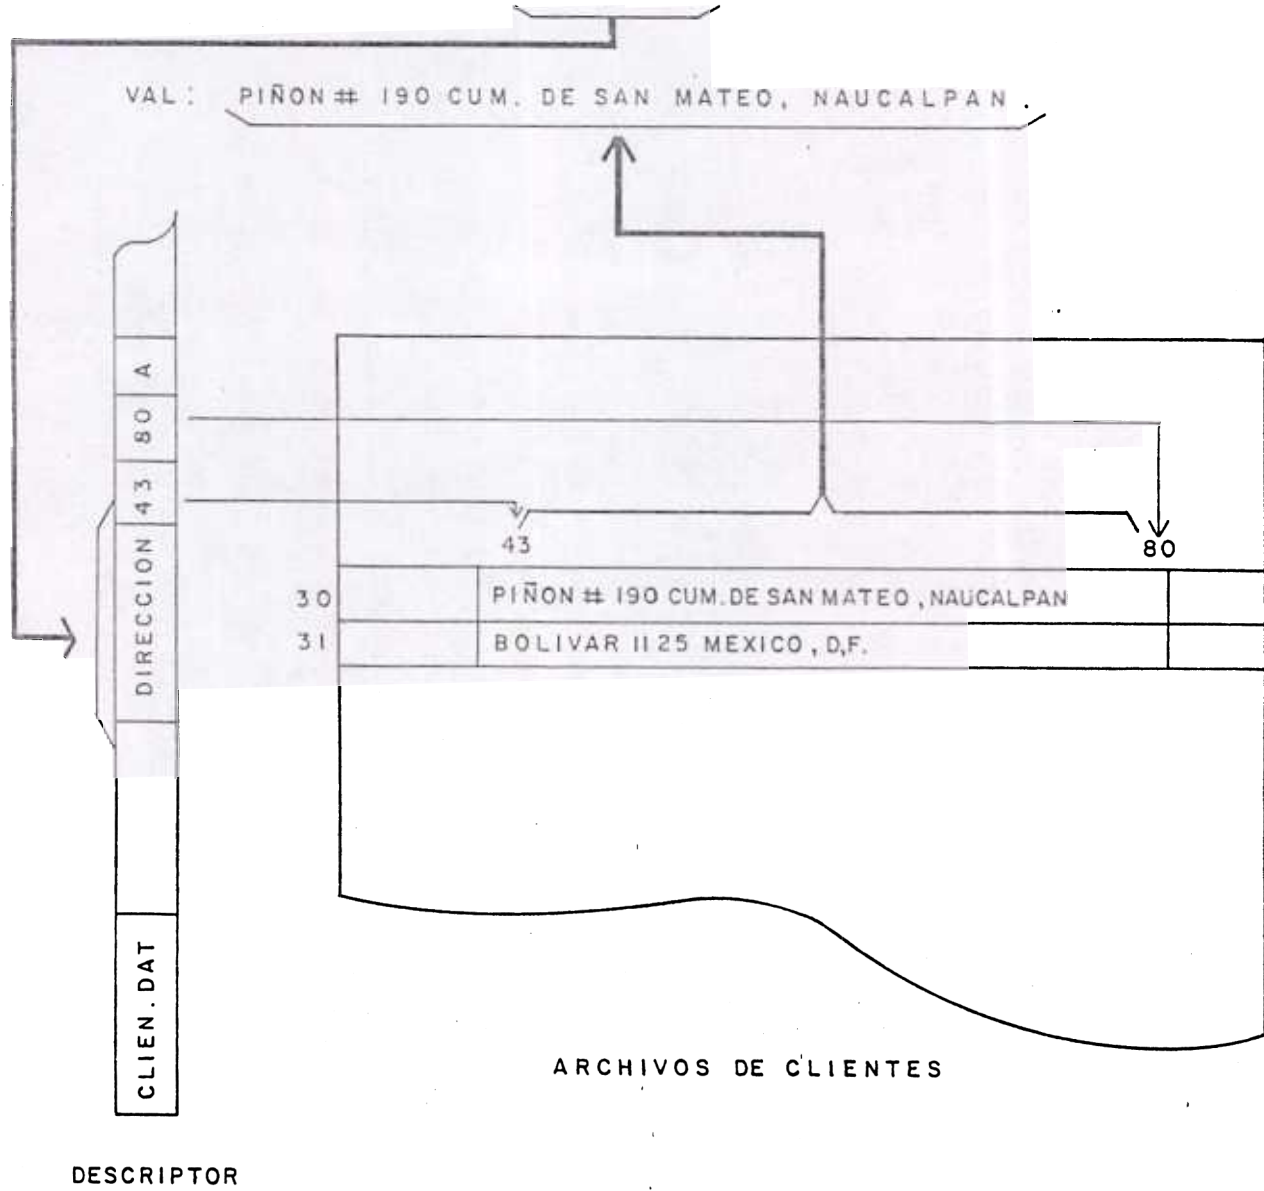 VAL: PIÑON # 190 CUM. DE SAN MATEO, NAUCALPAN.
DIRECCION 43 80 A
43
80
30 PIÑON # 190 CUM. DE SAN MATEO, NAUCALPAN
31 BOLIVAR 1125 MEXICO, D,F.
CLIEN.DAT
ARCHIVOS DE CLIENTES
DESCRIPTOR